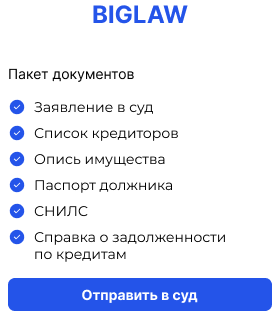 BIGLAW
Пакет документов
Заявление в суд
Список кредиторов
Опись имущества
Паспорт должника
СНИЛС
Справка о задолженности
по кредитам
Отправить в суд